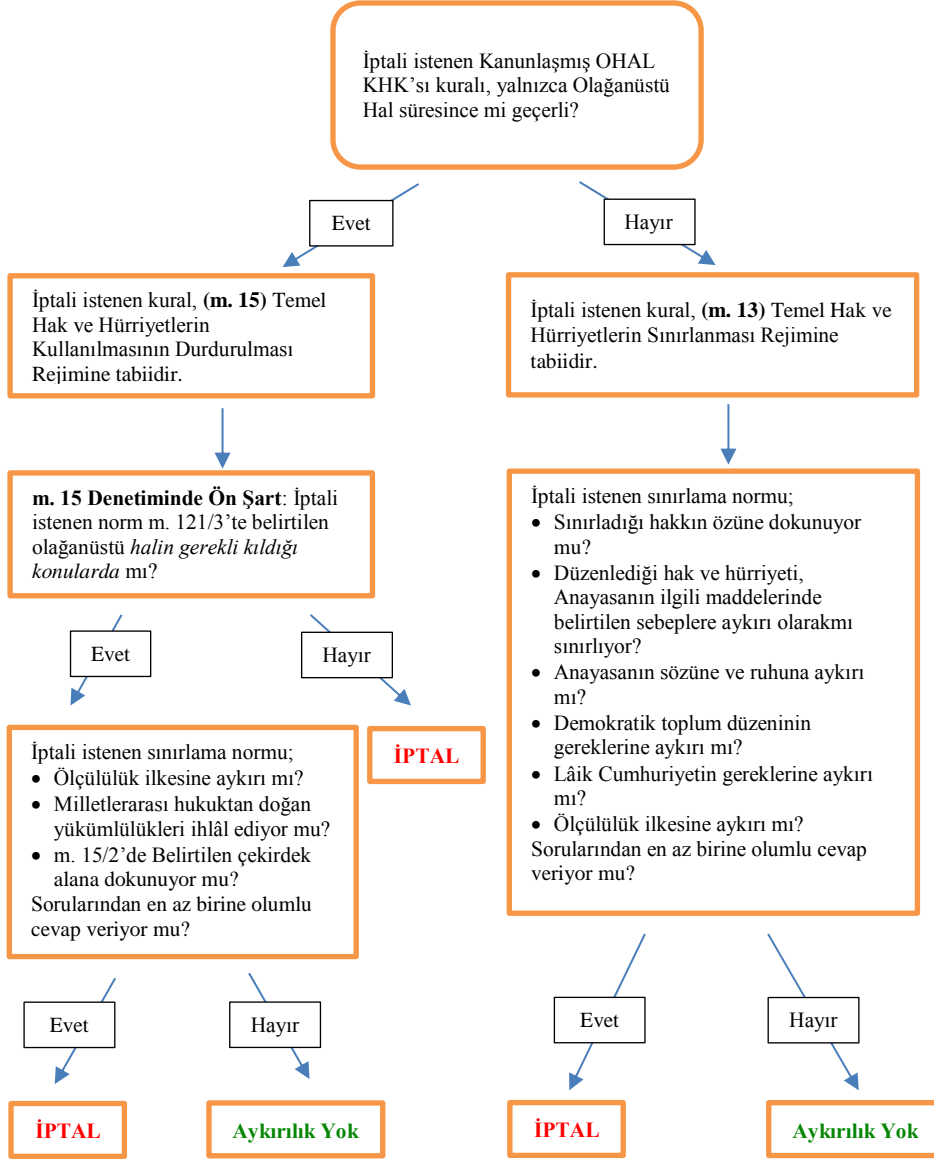 İptali istenen Kanunlaşmış OHAL
KHK’sı kuralı, yalnızca Olağanüstü
Hal süresince mi geçerli?
Evet
Hayır
İptali istenen kural, (m. 15) Temel
Hak ve Hürriyetlerin
Kullanılmasının Durdurulması
Rejimine tabiidir.
İptali istenen kural, (m. 13) Temel Hak ve
Hürriyetlerin Sınırlanması Rejimine
tabiidir.
m. 15 Denetiminde Ön Şart: İptali
istenen norm m. 121/3’te belirtilen
olağanüstü halin gerekli kıldığı
konularda mı?
Evet
Hayır
İPTAL
İptali istenen sınırlama normu;
• Ölçülülük ilkesine aykırı mı?
• Milletlerarası hukuktan doğan
yükümlülükleri ihlâl ediyor mu?
• m. 15/2’de Belirtilen çekirdek
alana dokunuyor mu?
Sorularından en az birine olumlu
cevap veriyor mu?
İptali istenen sınırlama normu;
• Sınırladığı hakkın özüne dokunuyor
mu?
• Düzenlediği hak ve hürriyeti,
Anayasanın ilgili maddelerinde
belirtilen sebeplere aykırı olarakmı
sınırlıyor?
• Anayasanın sözüne ve ruhuna aykırı
mı?
• Demokratik toplum düzeninin
gereklerine aykırı mı?
• Lâik Cumhuriyetin gereklerine aykırı
mı?
• Ölçülülük ilkesine aykırı mı?
Sorularından en az birine olumlu cevap
veriyor mu?
Evet
Hayır
Evet
Hayır
İPTAL
Aykırılık Yok
İPTAL
Aykırılık Yok